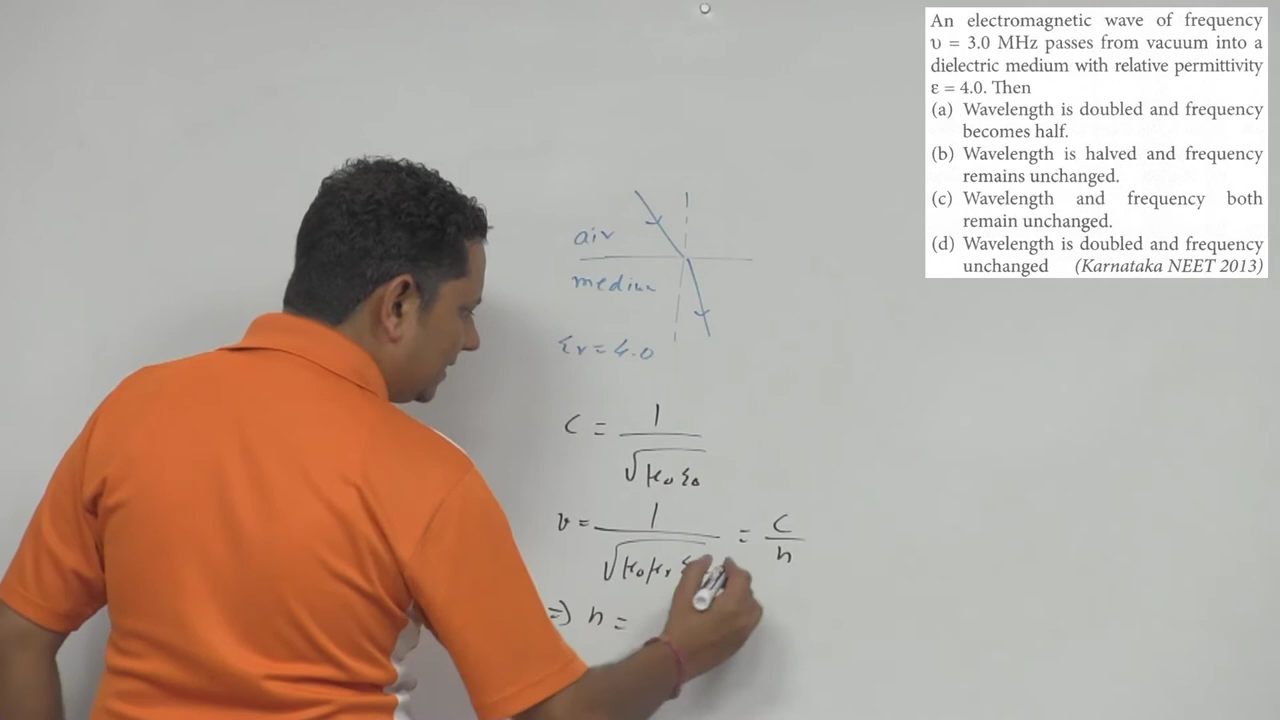 An electromagnetic wave of frequency
υ = 3.0 MHz passes from vacuum into a
dielectric medium with relative permittivity
ε = 4.0. Then
(a) Wavelength is doubled and frequency
becomes half.
(b) Wavelength is halved and frequency
remains unchanged.
(c) Wavelength and frequency both
remain unchanged.
(d) Wavelength is doubled and frequency
unchanged (Karnataka NEET 2013)
air
medium
εr = 4.0
C = 1/√μ0ε0
v = 1/√μ0μrε = C/n
⇒ n =